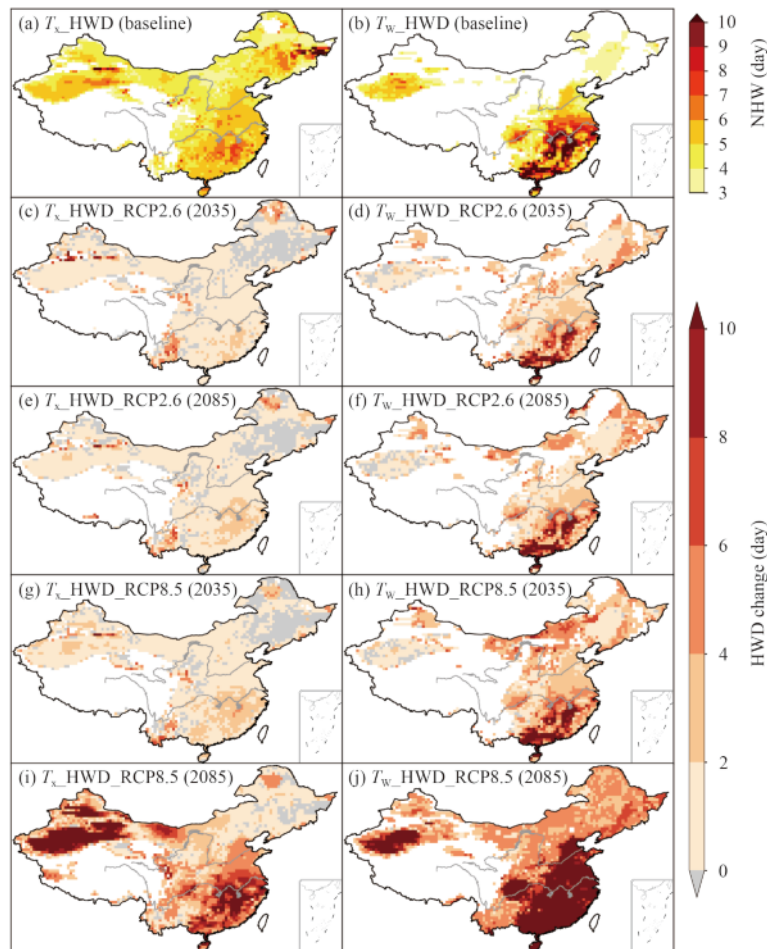 (a) Tx_HWD (baseline)
(b) TW_HWD (baseline)
10
9
8
7
6
5
4
3
NHW (day)
(c) Tx_HWD_RCP2.6 (2035)
(d) TW_HWD_RCP2.6 (2035)
(e) Tx_HWD_RCP2.6 (2085)
(f) TW_HWD_RCP2.6 (2085)
(g) Tx_HWD_RCP8.5 (2035)
(h) TW_HWD_RCP8.5 (2035)
(i) Tx_HWD_RCP8.5 (2085)
(j) TW_HWD_RCP8.5 (2085)
10
8
6
4
2
0
HWD change (day)